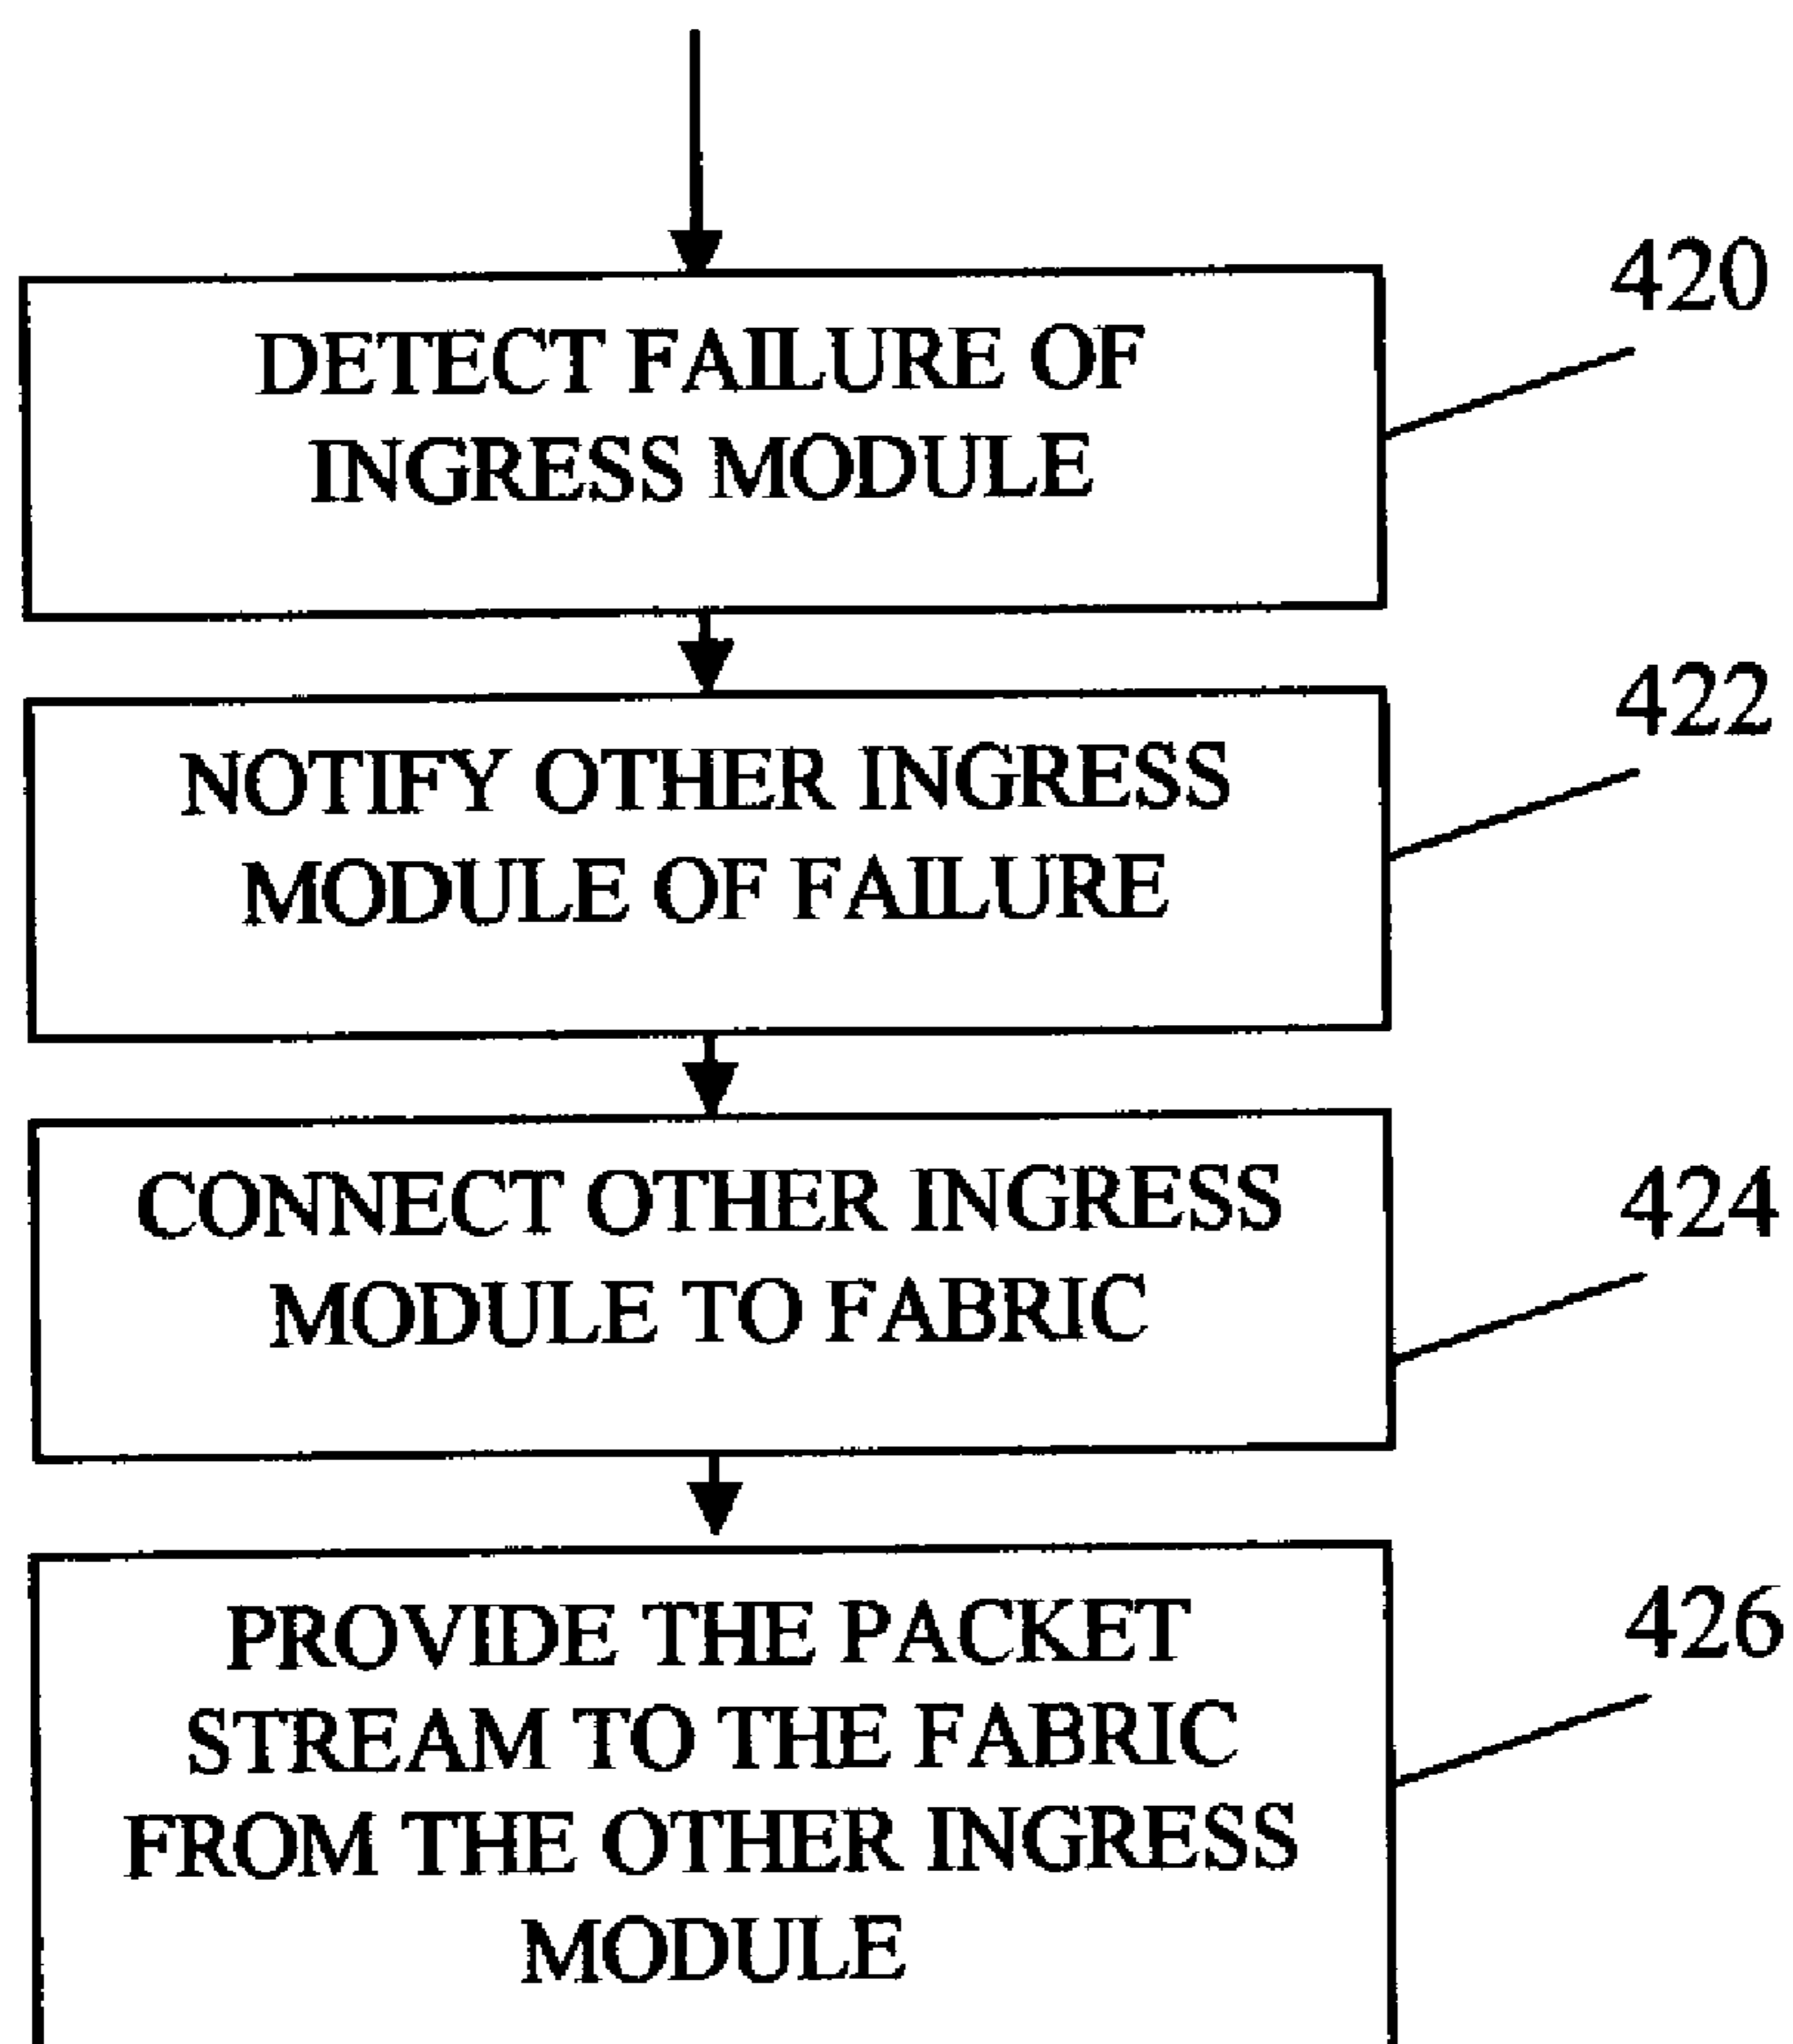 420
DETECT FAILURE OF
INGRESS MODULE
422
NOTIFY OTHER INGRESS
MODULE OF FAILURE
424
CONNECT OTHER INGRESS
MODULE TO FABRIC
426
PROVIDE THE PACKET
STREAM TO THE FABRIC
FROM THE OTHER INGRESS
MODULE